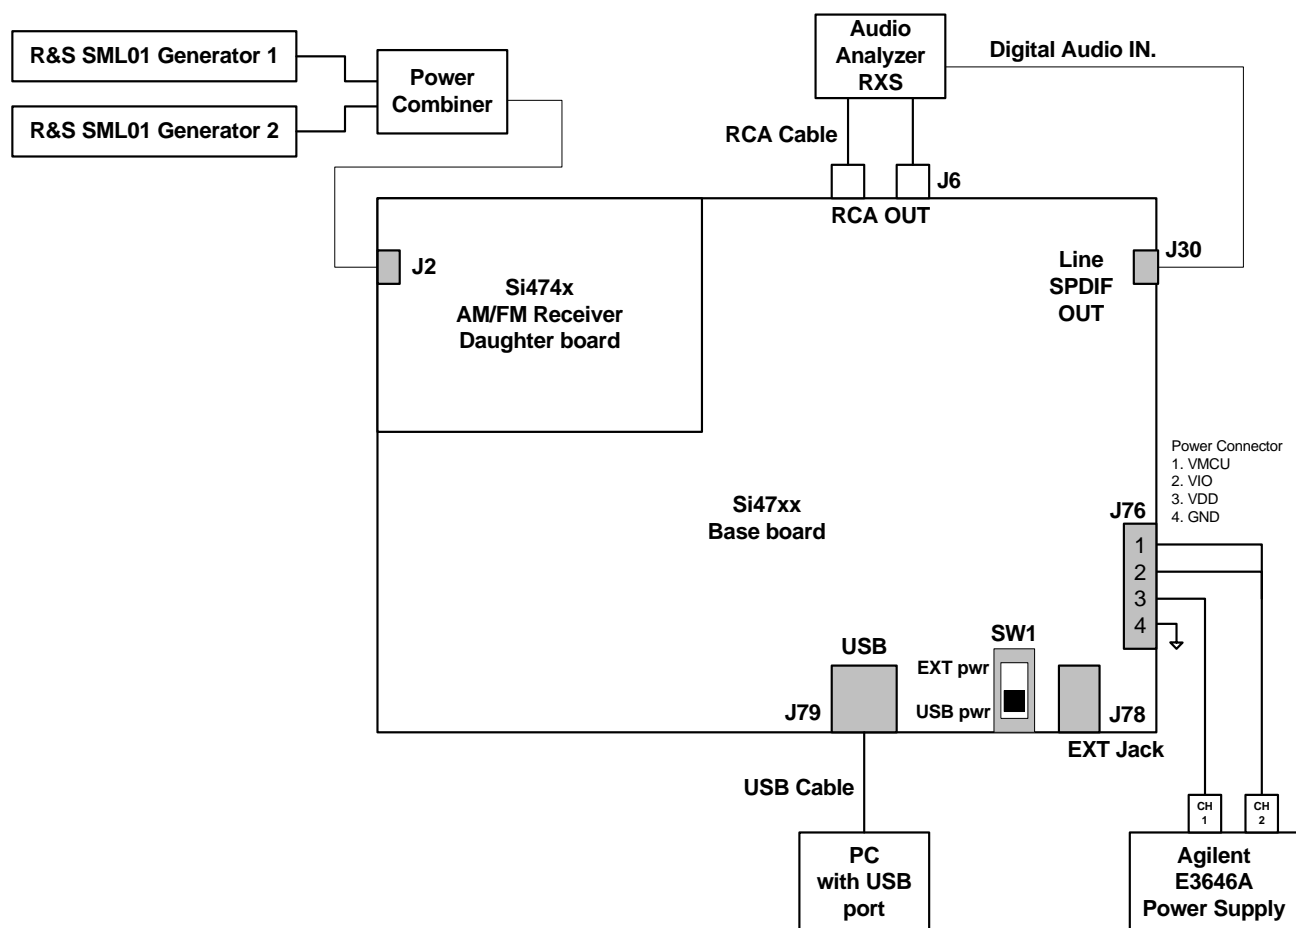 R&S SML01 Generator 1
R&S SML01 Generator 2
Power
Combiner
Audio
Analyzer
RXS
Digital Audio IN.
RCA Cable
J6
RCA OUT
J2
Si474x
AM/FM Receiver
Daughter board
Line
SPDIF
OUT
J30
Si47xx
Base board
Power Connector
1. VMCU
2. VIO
3. VDD
4. GND
J76
1
2
3
4
USB
J79
SW1
EXT pwr
USB pwr
J78
EXT Jack
USB Cable
PC
with USB
port
CH
1
CH
2
Agilent
E3646A
Power Supply